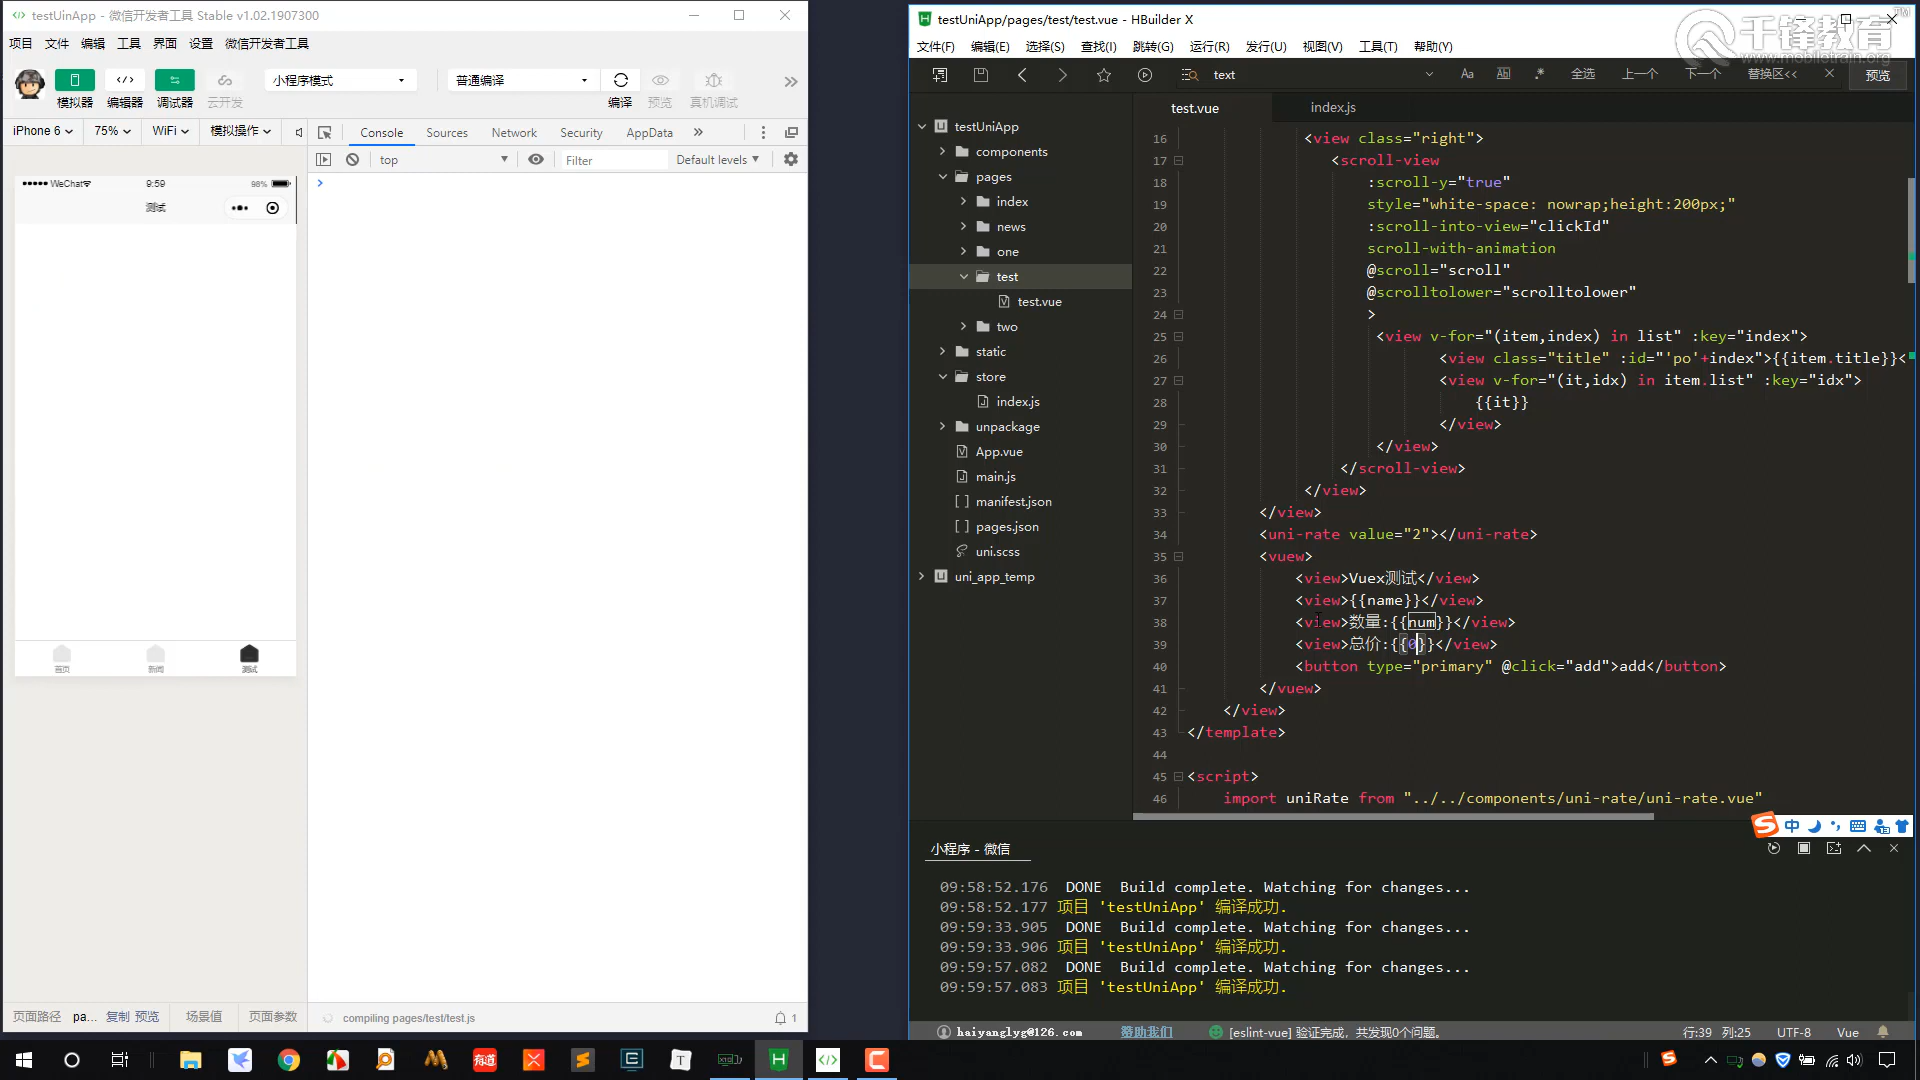 testUinApp - 微信开发者工具 Stable v1.02.1907300
项目 文件 编辑 工具 界面 设置 微信开发者工具
小程序模式
普通编译
模拟器 编辑器 调试器 云开发 编译 预览 真机调试
iPhone 6 75% WiFi 模拟操作
Console Sources Network Security AppData
top Filter Default levels
WeChat 9:59 98%
测试
首页 新闻 测试
页面路径 pa... 复制 预览 场景值 页面参数
compiling pages/test/test.js
1
testUniApp/pages/test/test.vue - HBuilder X
文件(F) 编辑(E) 选择(S) 查找(I) 跳转(G) 运行(R) 发行(U) 视图(V) 工具(T) 帮助(Y)
千锋教育 TM
www.mobiletrain.org
text Aa Ab .* 全选 上一个 下一个 替换区<< 预览
testUniApp
components
pages
index
news
one
test
test.vue
two
static
store
index.js
unpackage
App.vue
main.js
manifest.json
pages.json
uni.scss
uni_app_temp
test.vue index.js
16 <view class="right">
17 <scroll-view
18 :scroll-y="true"
19 style="white-space: nowrap;height:200px;"
20 :scroll-into-view="clickId"
21 scroll-with-animation
22 @scroll="scroll"
23 @scrolltolower="scrolltolower"
24 >
25 <view v-for="(item,index) in list" :key="index">
26 <view class="title" :id="'po'+index">{{item.title}}<
27 <view v-for="(it,idx) in item.list" :key="idx">
28 {{it}}
29 </view>
30 </view>
31 </scroll-view>
32 </view>
33 </view>
34 <uni-rate value="2"></uni-rate>
35 <vuew>
36 <view>Vuex测试</view>
37 <view>{{name}}</view>
38 <view>数量:{{num}}</view>
39 <view>总价:{{0}}</view>
40 <button type="primary" @click="add">add</button>
41 </vuew>
42 </view>
43 </template>
44
45 <script>
46 import uniRate from "../../components/uni-rate/uni-rate.vue"
中
小程序 - 微信
09:58:52.176 DONE Build complete. Watching for changes...
09:58:52.177 项目 'testUniApp' 编译成功.
09:59:33.905 DONE Build complete. Watching for changes...
09:59:33.906 项目 'testUniApp' 编译成功.
09:59:57.082 DONE Build complete. Watching for changes...
09:59:57.083 项目 'testUniApp' 编译成功.
haiyanglyg@126.com 赞助我们 [eslint-vue] 验证完成，共发现0个问题。 行:39 列:25 UTF-8 Vue
有道